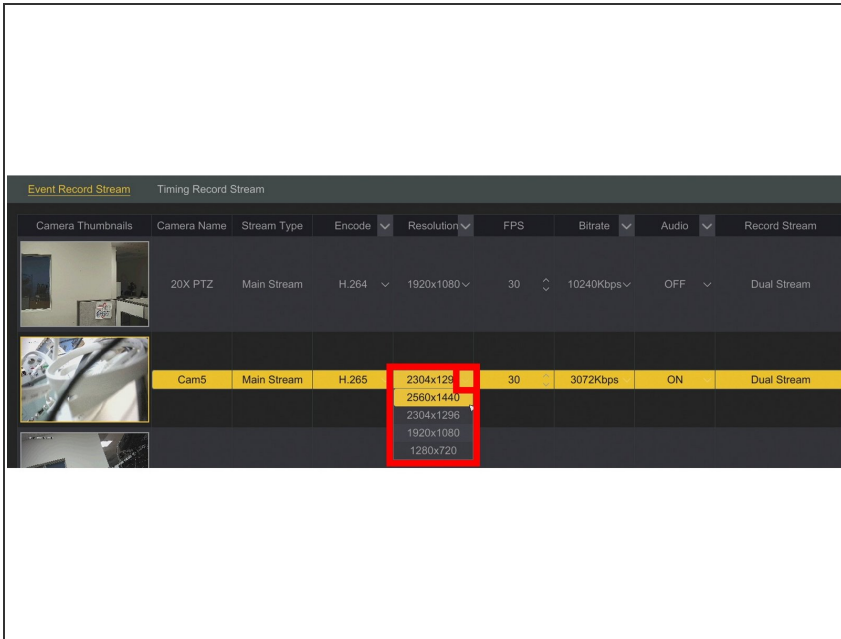 Event Record Stream Timing Record Stream
Camera Thumbnails Camera Name Stream Type Encode Resolution FPS Bitrate Audio Record Stream
20X PTZ Main Stream H.264 1920x1080 30 10240Kbps OFF Dual Stream
Cam5 Main Stream H.265 2304x129 30 3072Kbps ON Dual Stream
2560x1440
2304x1296
1920x1080
1280x720